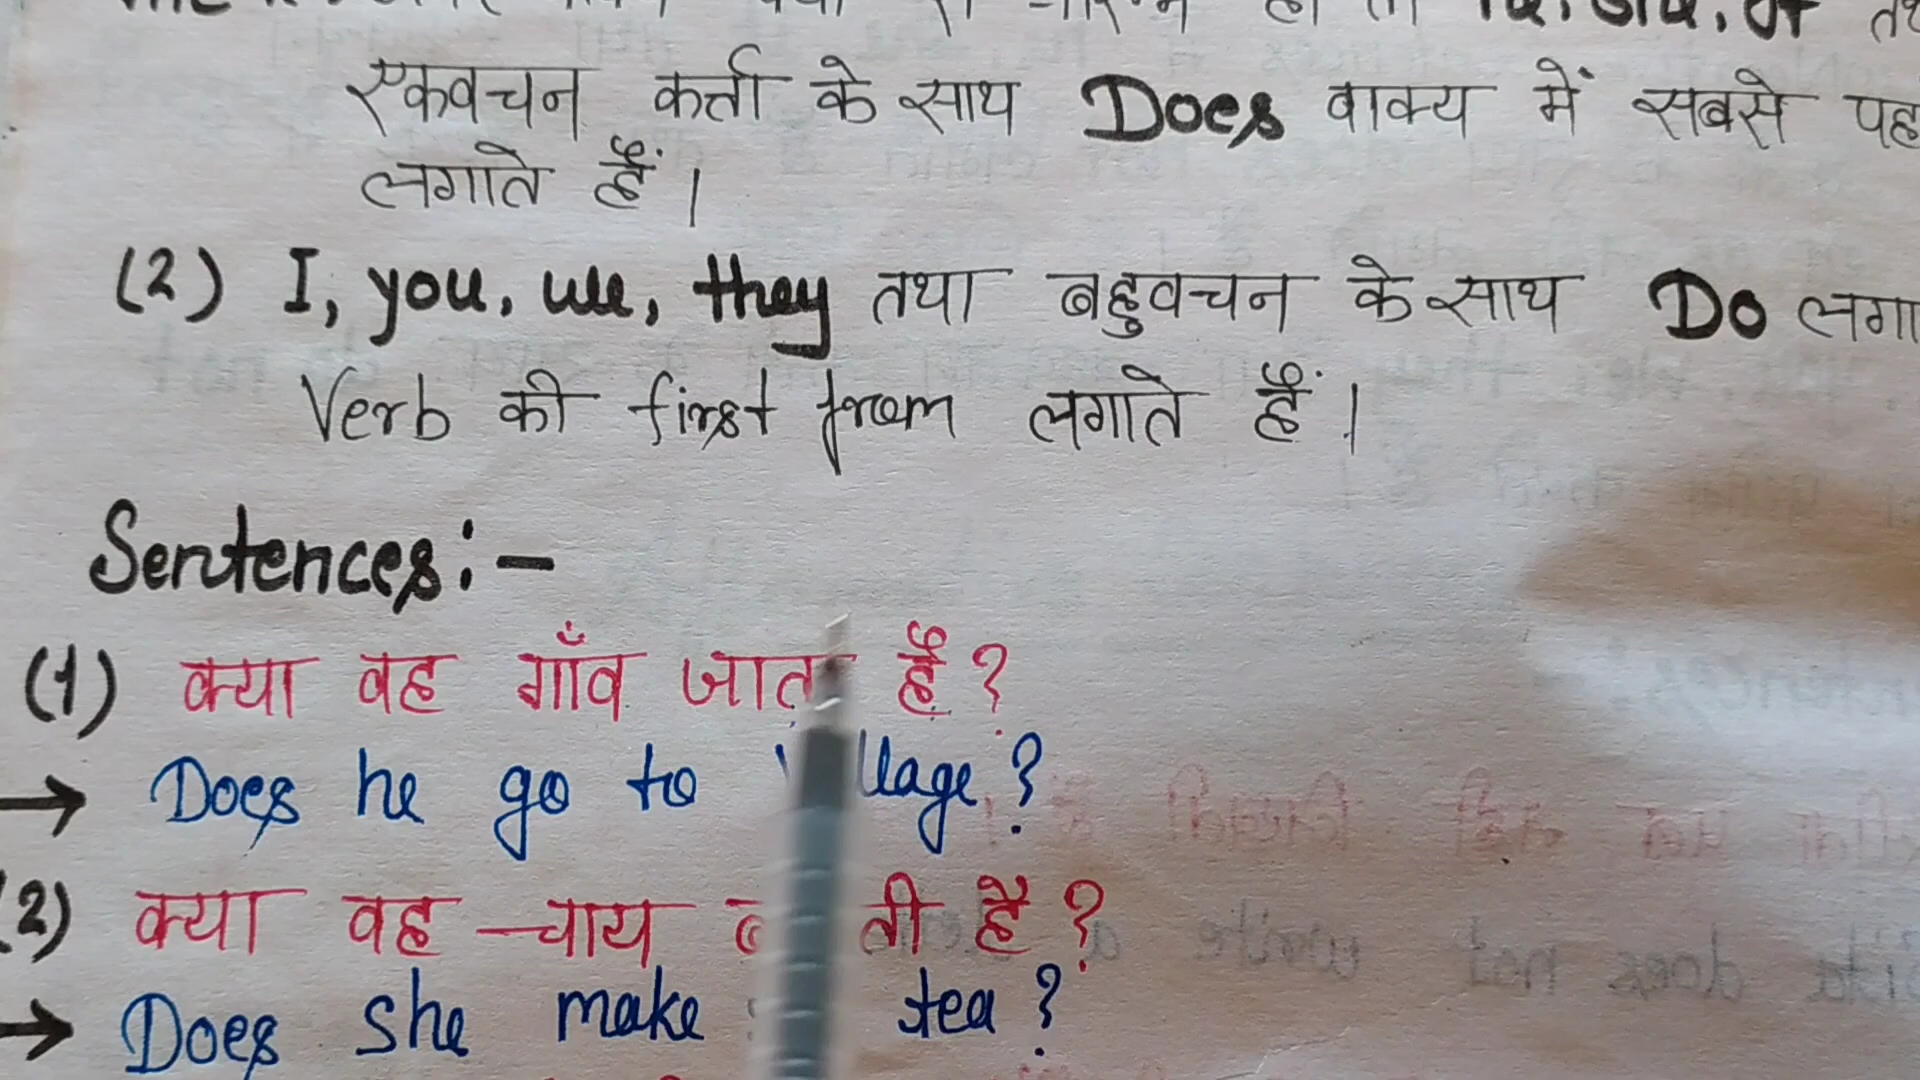 एकवचन कर्त्ता के साथ Does वाक्य में सबसे
लगाते हैं।
(2) I, you, we, they तथा बहुवचन के साथ Do
Verb की first from लगाते हैं।
Sentences:-
(1) क्या वह गाँव जाता है?
→ Does he go to
(2) क्या वह चाय है?
→ Does she make tea?